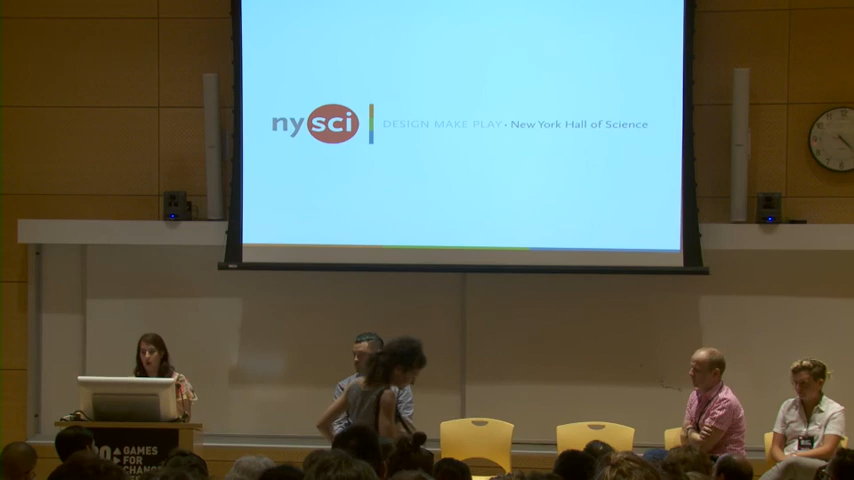 nysci DESIGN MAKE PLAY • New York Hall of Science
GAMES
FOR
CHANGE